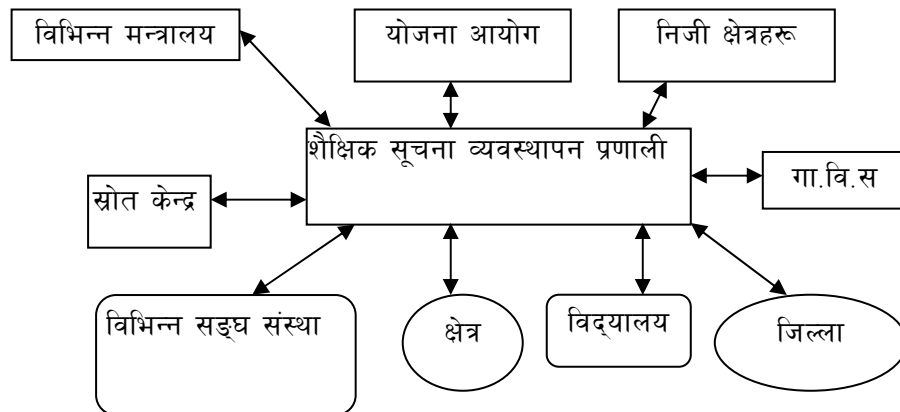 विभिन्न मन्त्रालय
योजना आयोग
निजी क्षेत्रहरू
शैक्षिक सूचना व्यवस्थापन प्रणाली
गा.वि.स
स्रोत केन्द्र
विभिन्न सङ्घ संस्था
क्षेत्र
विद्‌यालय
जिल्ला